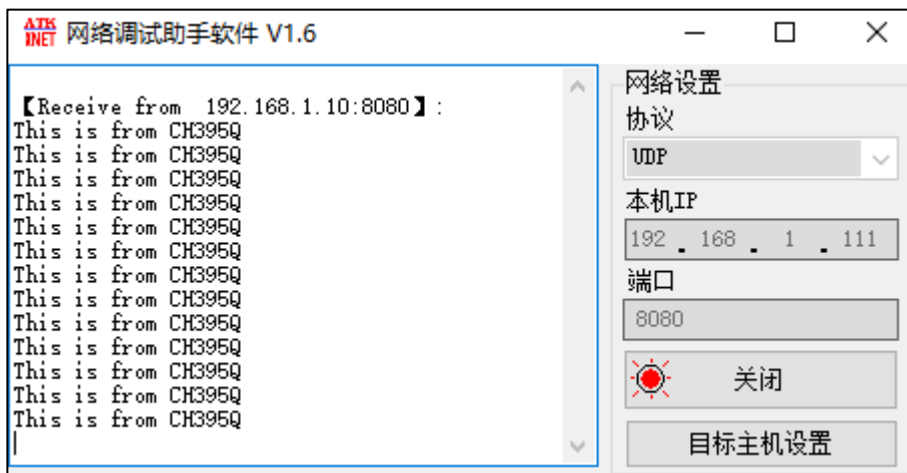 ATK
INET 网络调试助手软件 V1.6
【Receive from 192.168.1.10:8080】:
This is from CH395Q
This is from CH395Q
This is from CH395Q
This is from CH395Q
This is from CH395Q
This is from CH395Q
This is from CH395Q
This is from CH395Q
This is from CH395Q
This is from CH395Q
This is from CH395Q
This is from CH395Q
This is from CH395Q
网络设置
协议
UDP
本机IP
192 . 168 . 1 . 111
端口
8080
关闭
目标主机设置